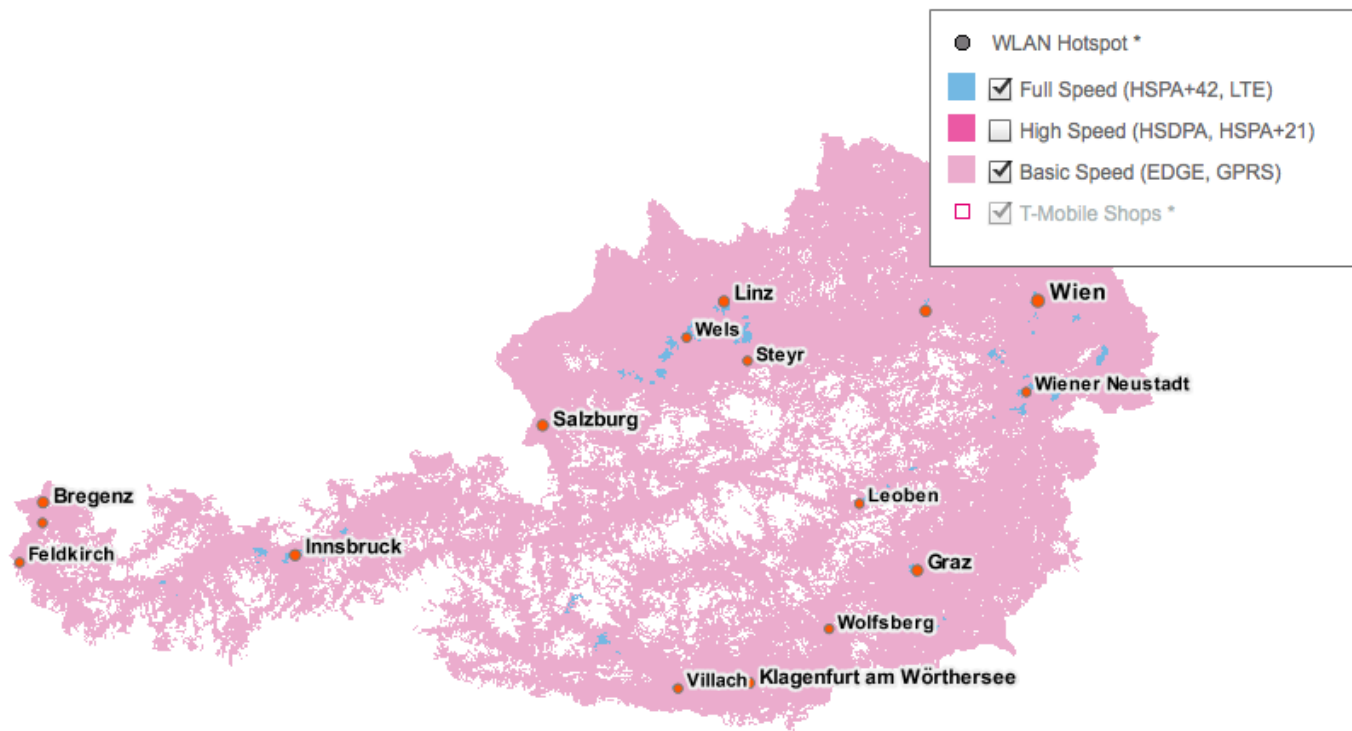 WLAN Hotspot *
Full Speed (HSPA+42, LTE)
High Speed (HSDPA, HSPA+21)
Basic Speed (EDGE, GPRS)
T-Mobile Shops *
Linz
Wien
Wels
Steyr
Wiener Neustadt
Salzburg
Bregenz
Leoben
Feldkirch
Innsbruck
Graz
Wolfsberg
Villach
Klagenfurt am Wörthersee